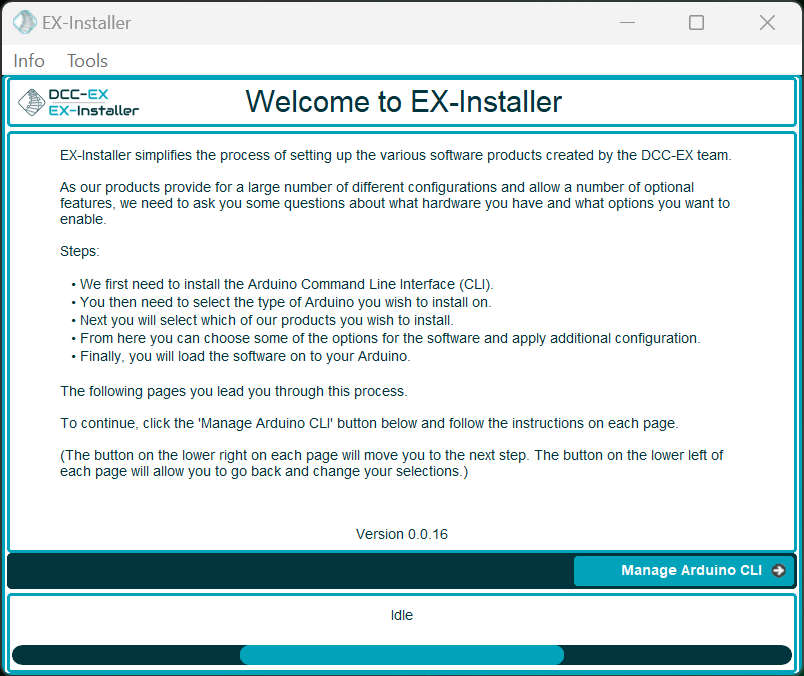 EX-Installer
Info Tools
DCC-EX
EX-Installer
Welcome to EX-Installer
EX-Installer simplifies the process of setting up the various software products created by the DCC-EX team.
As our products provide for a large number of different configurations and allow a number of optional
features, we need to ask you some questions about what hardware you have and what options you want to
enable.
Steps:
• We first need to install the Arduino Command Line Interface (CLI).
• You then need to select the type of Arduino you wish to install on.
• Next you will select which of our products you wish to install.
• From here you can choose some of the options for the software and apply additional configuration.
• Finally, you will load the software on to your Arduino.
The following pages you lead you through this process.
To continue, click the 'Manage Arduino CLI' button below and follow the instructions on each page.
(The button on the lower right on each page will move you to the next step. The button on the lower left of
each page will allow you to go back and change your selections.)
Version 0.0.16
Manage Arduino CLI
Idle